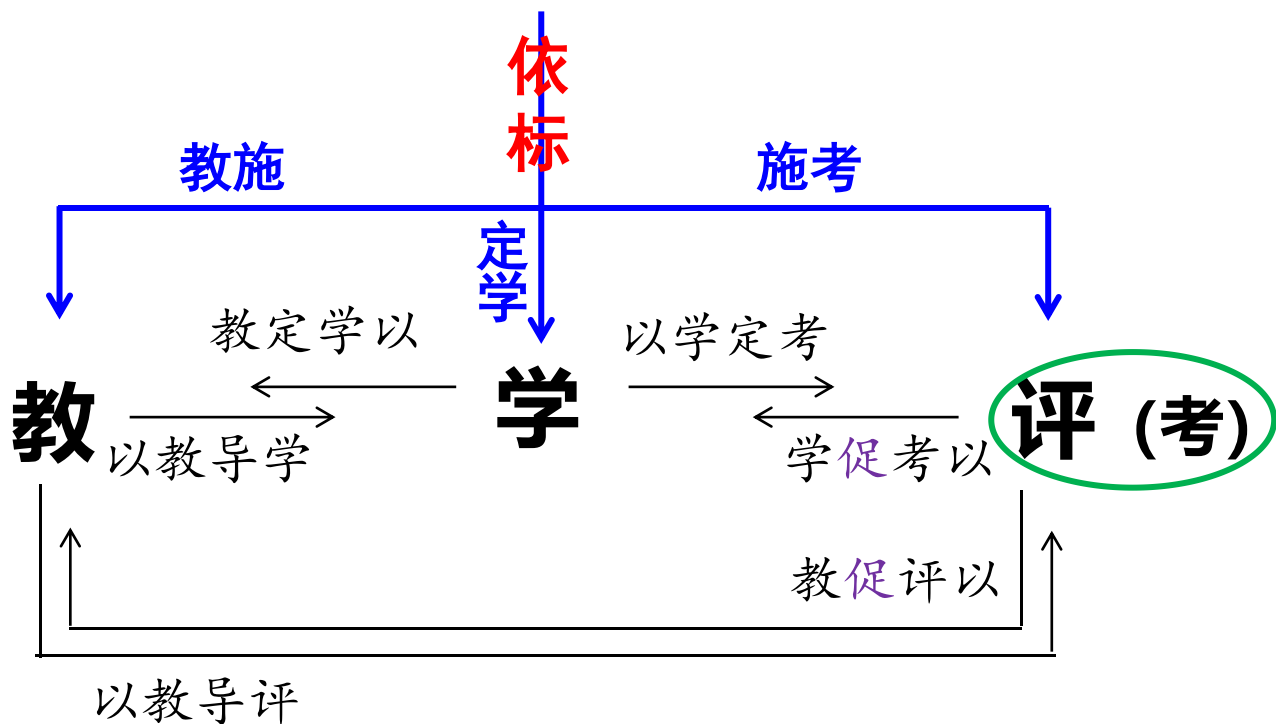 依
标
教施
施考
定
学
教定学以
以学定考
教
学
评（考）
以教导学
学促考以
教促评以
以教导评